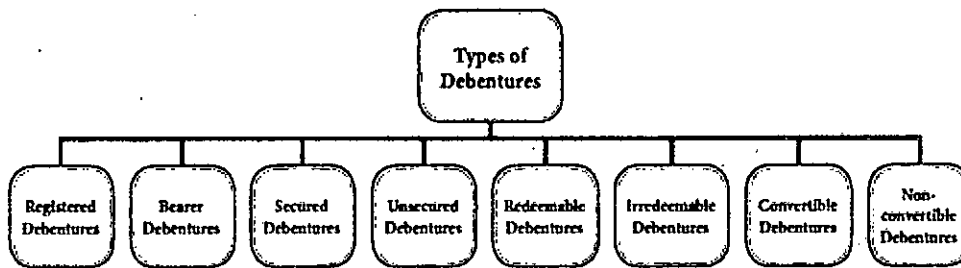 Types of
Debentures
Registered
Debentures
Bearer
Debentures
Secured
Debentures
Unsecured
Debentures
Redeemable
Debentures
Irredeemable
Debentures
Convertible
Debentures
Non-
convertible
Debentures